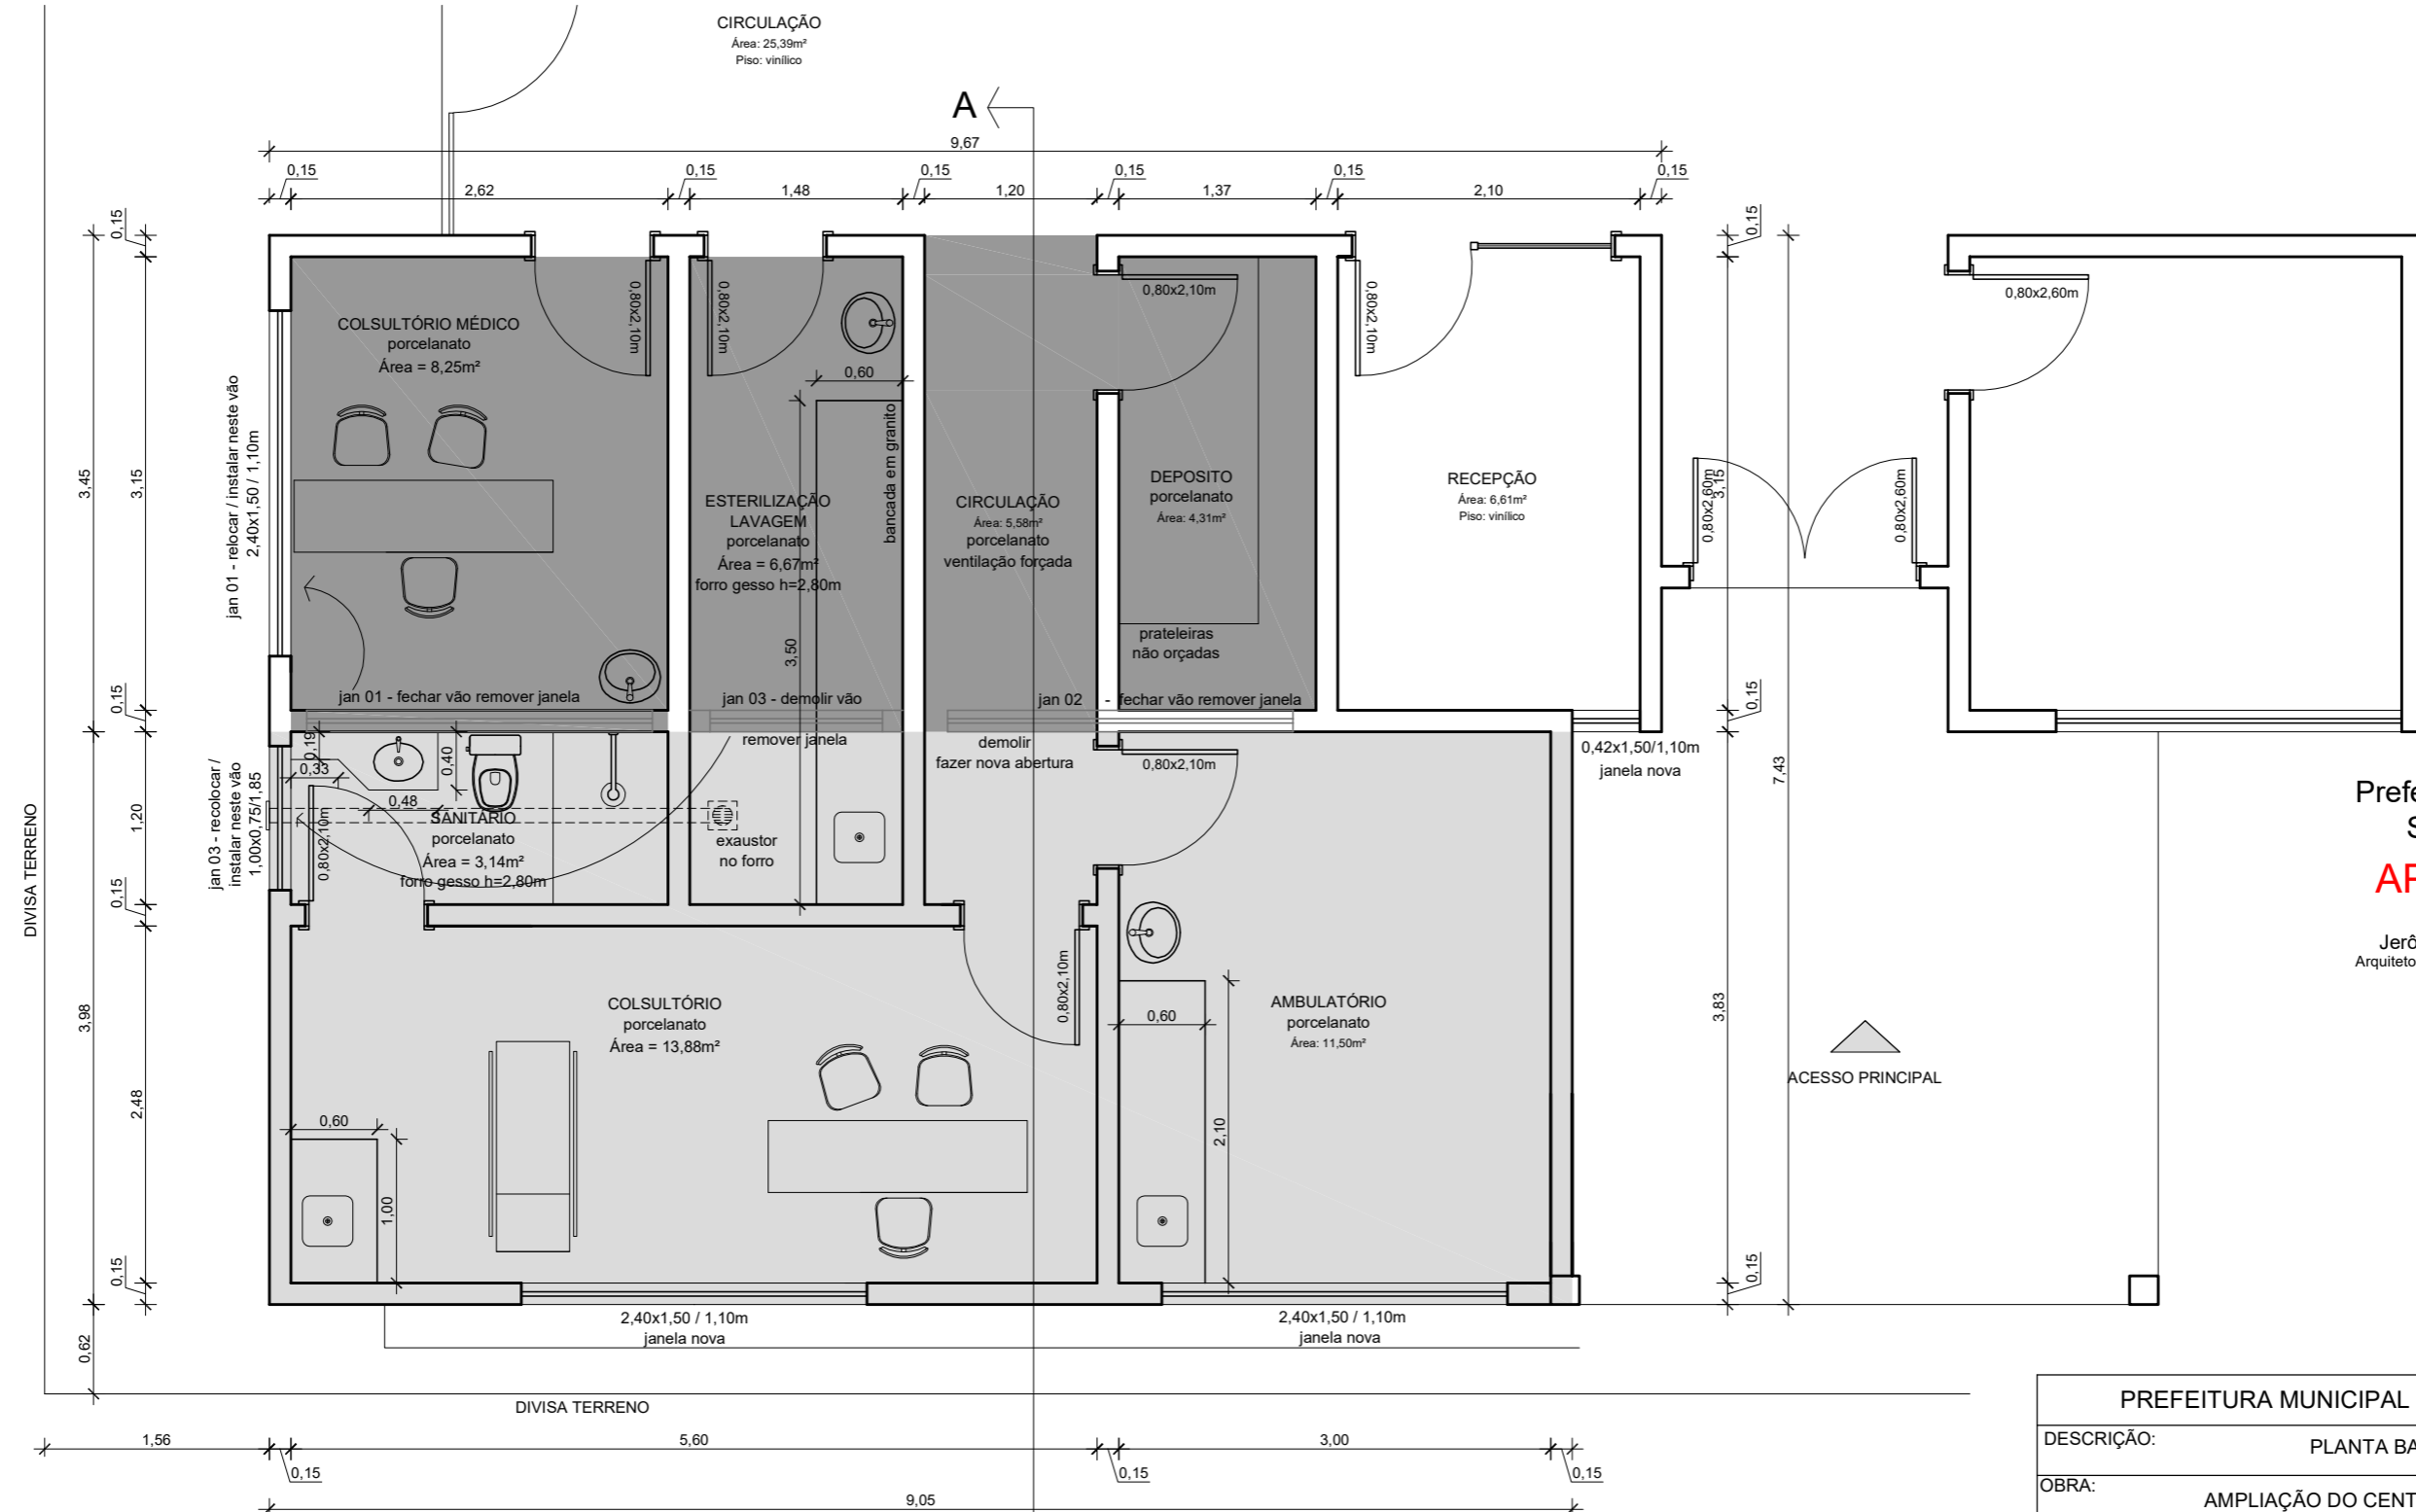 CIRCULAÇÃO
Área: 25,39m²
Piso: vinílico
A
9,67
0,15
0,15
0,15
0,15
0,15
0,15
2,62
1,48
1,20
1,37
2,10
0,15
0,15
3,45
3,15
0,15
1,20
0,15
3,98
2,48
0,15
0,62
DIVISA TERRENO
jan 01 - relocar / instalar neste vão
2,40x1,50 / 1,10m
jan 03 - recolocar /
instalar neste vão
1,00x0,75/1,85
COLSULTÓRIO MÉDICO
porcelanato
Área = 8,25m²
0,80x2,10m
jan 01 - fechar vão remover janela
0,80x2,10m
0,60
bancada em granito
ESTERILIZAÇÃO
LAVAGEM
porcelanato
Área = 6,67m²
forro gesso h=2,80m
3,50
jan 03 - demolir vão
remover janela
exaustor
no forro
CIRCULAÇÃO
Área: 5,58m²
porcelanato
ventilação forçada
jan 02 - fechar vão remover janela
demolir
fazer nova abertura
0,80x2,10m
DEPOSITO
porcelanato
Área: 4,31m²
prateleiras
não orçadas
0,80x2,10m
RECEPÇÃO
Área: 6,61m²
Piso: vinílico
0,42x1,50/1,10m
janela nova
0,80x2,60m
3,15
0,80x2,60m
0,80x2,60m
0,15
7,43
3,83
0,15
0,19
0,33
0,40
0,48
0,80x2,10m
SANITÁRIO
porcelanato
Área = 3,14m²
forro gesso h=2,80m
0,80x2,10m
COLSULTÓRIO
porcelanato
Área = 13,88m²
0,80x2,10m
0,60
1,00
AMBULATÓRIO
porcelanato
Área: 11,50m²
0,60
2,10
ACESSO PRINCIPAL
2,40x1,50 / 1,10m
janela nova
2,40x1,50 / 1,10m
janela nova
DIVISA TERRENO
1,56
5,60
3,00
0,15
0,15
0,15
9,05
Prefe
S
AP
Jerô
Arquiteto
PREFEITURA MUNICIPAL
DESCRIÇÃO:
PLANTA BA
OBRA:
AMPLIAÇÃO DO CENT